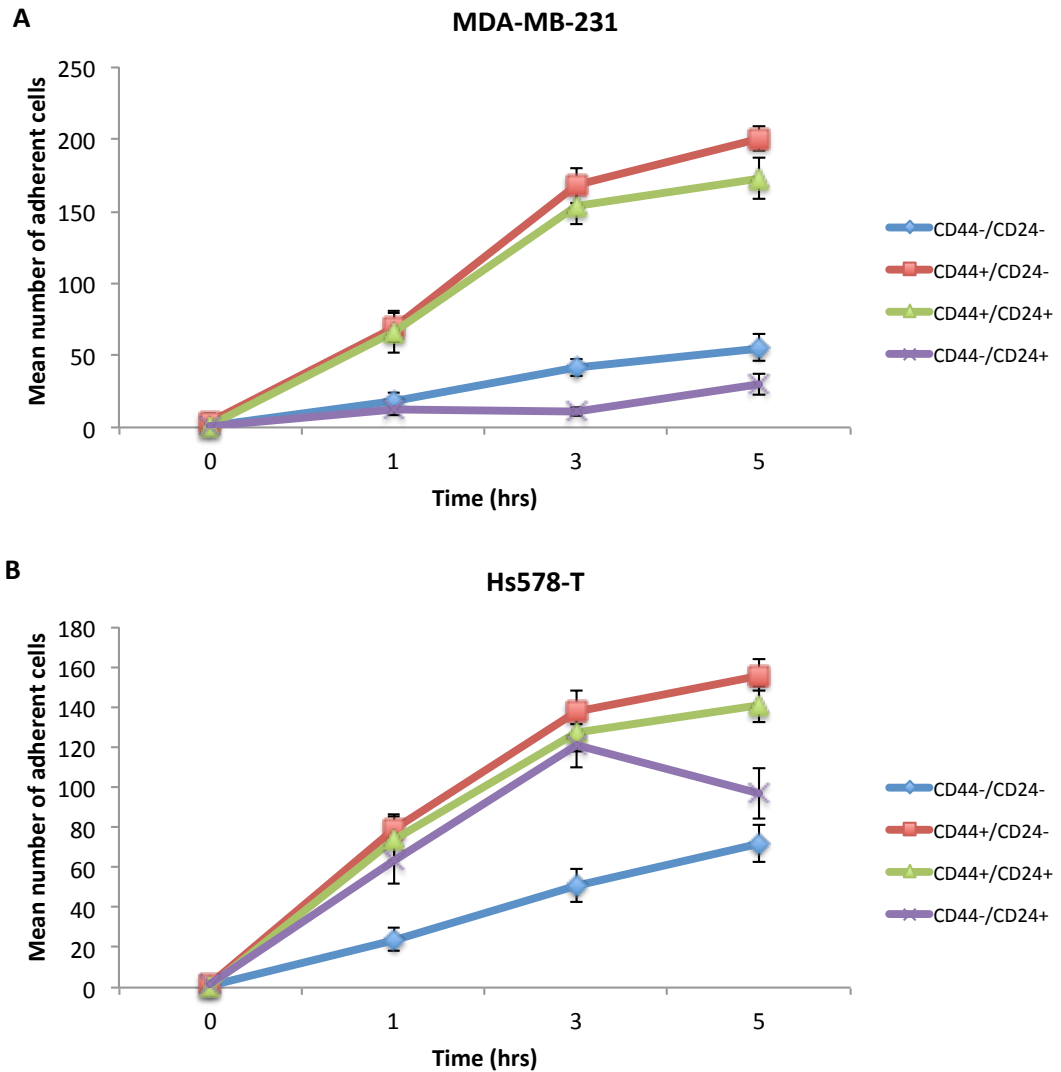 A
MDA-MB-231
Mean number of adherent cells
250
200
150
100
50
0
0 1 3 5
Time (hrs)
CD44-/CD24-
CD44+/CD24-
CD44+/CD24+
CD44-/CD24+
B
Hs578-T
Mean number of adherent cells
180
160
140
120
100
80
60
40
20
0
0 1 3 5
Time (hrs)
CD44-/CD24-
CD44+/CD24-
CD44+/CD24+
CD44-/CD24+